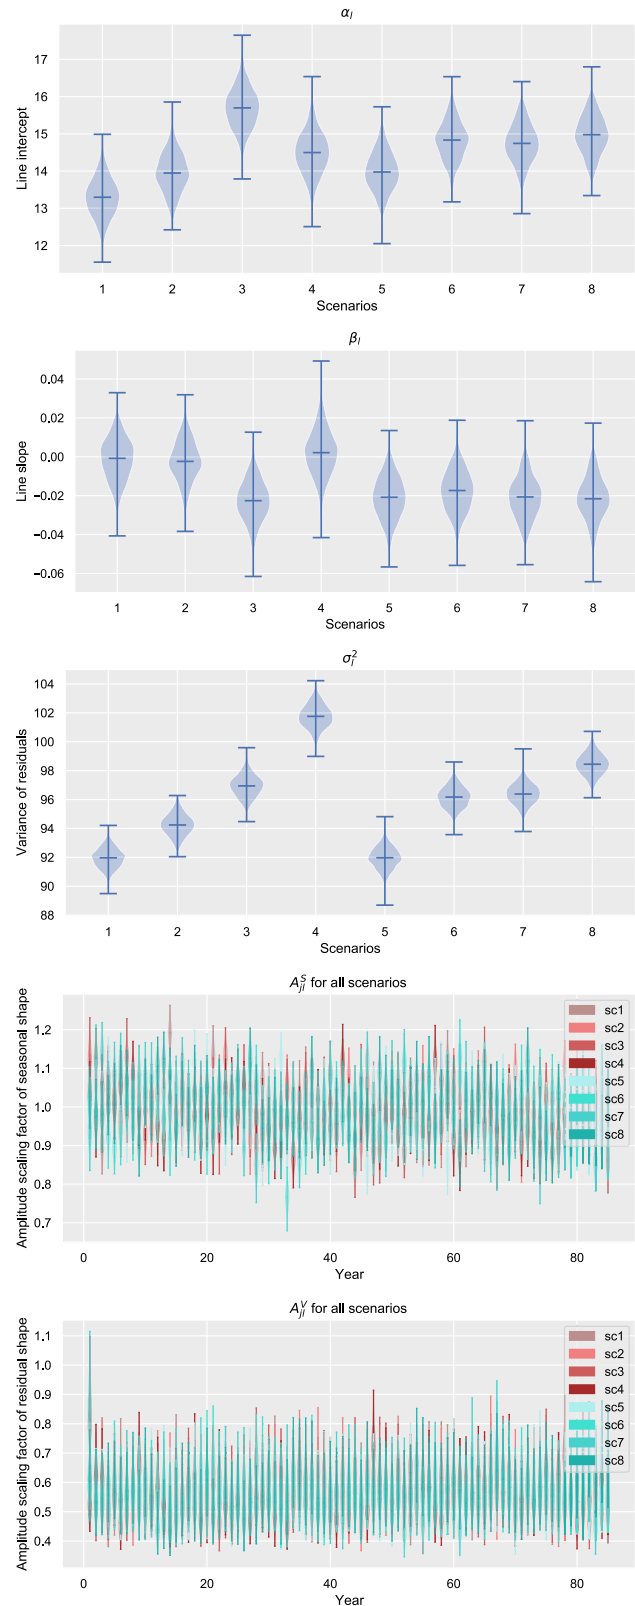 α_l
Line intercept
17
16
15
14
13
12
1 2 3 4 5 6 7 8
Scenarios
β_l
Line slope
0.04
0.02
0.00
−0.02
−0.04
−0.06
1 2 3 4 5 6 7 8
Scenarios
σ_l^2
Variance of residuals
104
102
100
98
96
94
92
90
88
1 2 3 4 5 6 7 8
Scenarios
A_{jl}^S for all scenarios
Amplitude scaling factor of seasonal shape
1.2
1.1
1.0
0.9
0.8
0.7
sc1
sc2
sc3
sc4
sc5
sc6
sc7
sc8
0 20 40 60 80
Year
A_{jl}^V for all scenarios
Amplitude scaling factor of residual shape
1.1
1.0
0.9
0.8
0.7
0.6
0.5
0.4
sc1
sc2
sc3
sc4
sc5
sc6
sc7
sc8
0 20 40 60 80
Year